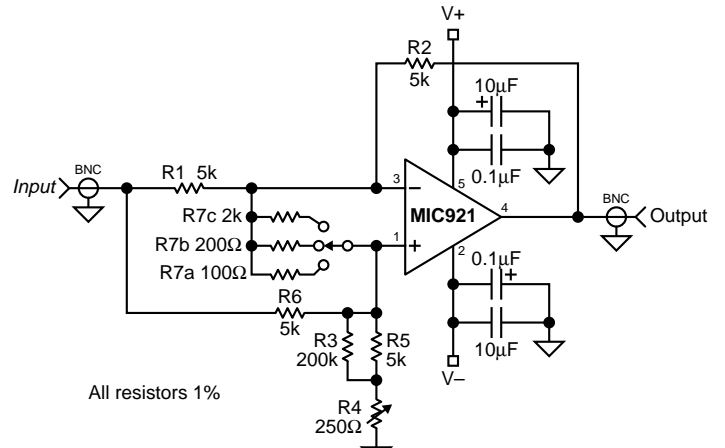 V+
R2
5k
10µF
+
BNC
R1 5k
Input
3
−
5
0.1µF
BNC
R7c 2k
MIC921
4
Output
R7b 200Ω
1
+
2
0.1µF
R7a 100Ω
+
R6
5k
R3
200k
R5
5k
10µF
V−
All resistors 1%
R4
250Ω